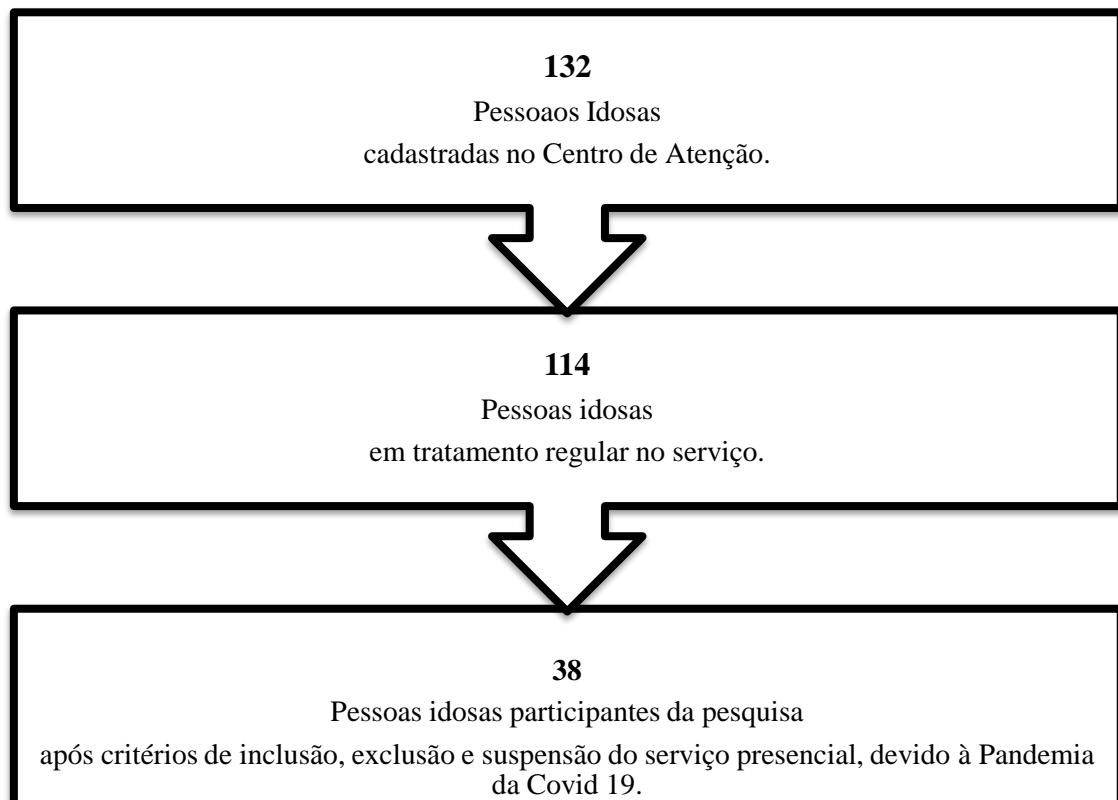 132
Pessoaos Idosas
cadastradas no Centro de Atenção.
114
Pessoas idosas
em tratamento regular no serviço.
38
Pessoas idosas participantes da pesquisa
após critérios de inclusão, exclusão e suspensão do serviço presencial, devido à Pandemia
da Covid 19.